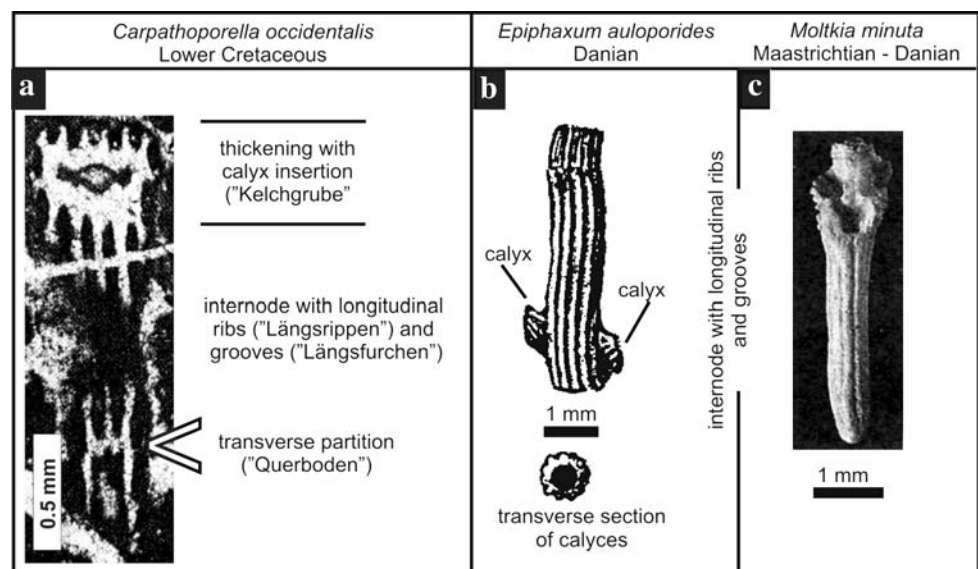 Carpathoporella occidentalis
Lower Cretaceous
Epiphaxum auloporides
Danian
Moltkia minuta
Maastrichtian - Danian
a
thickening with
calyx insertion
("Kelchgrube"
internode with longitudinal
ribs ("Längsrippen") and
grooves ("Längsfurchen")
transverse partition
("Querboden")
0.5 mm
b
calyx
calyx
1 mm
transverse section
of calyces
c
internode with longitudinal ribs
and grooves
1 mm